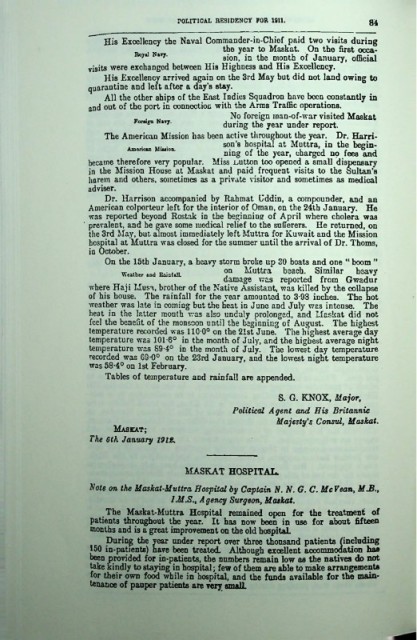 POLITICAL RESIDENCY FOR 1911.
84
His Excellency the Naval Commander-in-Chief paid two visits during
Royal Navy.
the year to Maskat. On the first occa-
sion, in the month of January, official
visits were exchanged between His Highness and His Excellency.
His Excellency arrived again on the 3rd May but did not land owing to
quarantine and left after a day's stay.
All the other ships of the East Indies Squadron have been constantly in
and out of the port in connection with the Arms Traffic operations.
Foreign Navy.
No foreign man-of-war visited Maskat
during the year under report.
The American Mission has been active throughout the year. Dr. Harri-
American Mission.
son's hospital at Muttra, in the begin-
ning of the year, charged no fees and
became therefore very popular. Miss Lutton too opened a small dispensary
in the Mission House at Maskat and paid frequent visits to the Sultan's
harem and others, sometimes as a private visitor and sometimes as medical
adviser.
Dr. Harrison accompanied by Rahmat Uddin, a compounder, and an
American colporteur left for the interior of Oman, on the 24th January. He
was reported beyond Rostak in the beginning of April where cholera was
prevalent, and he gave some medical relief to the sufferers. He returned, on
the 3rd May, but almost immediately left Muttra for Kuwait and the Mission
hospital at Muttra was closed for the summer until the arrival of Dr. Thoms,
in October.
On the 15th January, a heavy storm broke up 39 boats and one " boom "
Weather and Rainfall.
on Muttra beach. Similar heavy
damage was reported from Gwadur
where Haji Musa, brother of the Native Assistant, was killed by the collapse
of his house. The rainfall for the year amounted to 3·93 inches. The hot
weather was late in coming but the heat in June and July was intense. The
heat in the latter month was also unduly prolonged, and Maskat did not
feel the benefit of the monsoon until the beginning of August. The highest
temperature recorded was 110·0° on the 21st June. The highest average day
temperature was 101·6° in the month of July, and the highest average night
temperature was 89·4° in the month of July. The lowest day temperature
recorded was 69·0° on the 23rd January, and the lowest night temperature
was 58·4° on 1st February.
Tables of temperature and rainfall are appended.
S. G. KNOX, Major,
Political Agent and His Britannic
Majesty's Consul, Maskat.
MASKAT;
The 6th January 1912.
MASKAT HOSPITAL.
Note on the Maskat-Muttra Hospital by Captain N. N. G. C. McVean, M.B.,
I.M.S., Agency Surgeon, Maskat.
The Maskat-Muttra Hospital remained open for the treatment of
patients throughout the year. It has now been in use for about fifteen
months and is a great improvement on the old hospital.
During the year under report over three thousand patients (including
150 in-patients) have been treated. Although excellent accommodation has
been provided for in-patients, the numbers remain low as the natives do not
take kindly to staying in hospital; few of them are able to make arrangements
for their own food while in hospital, and the funds available for the main-
tenance of pauper patients are very small.